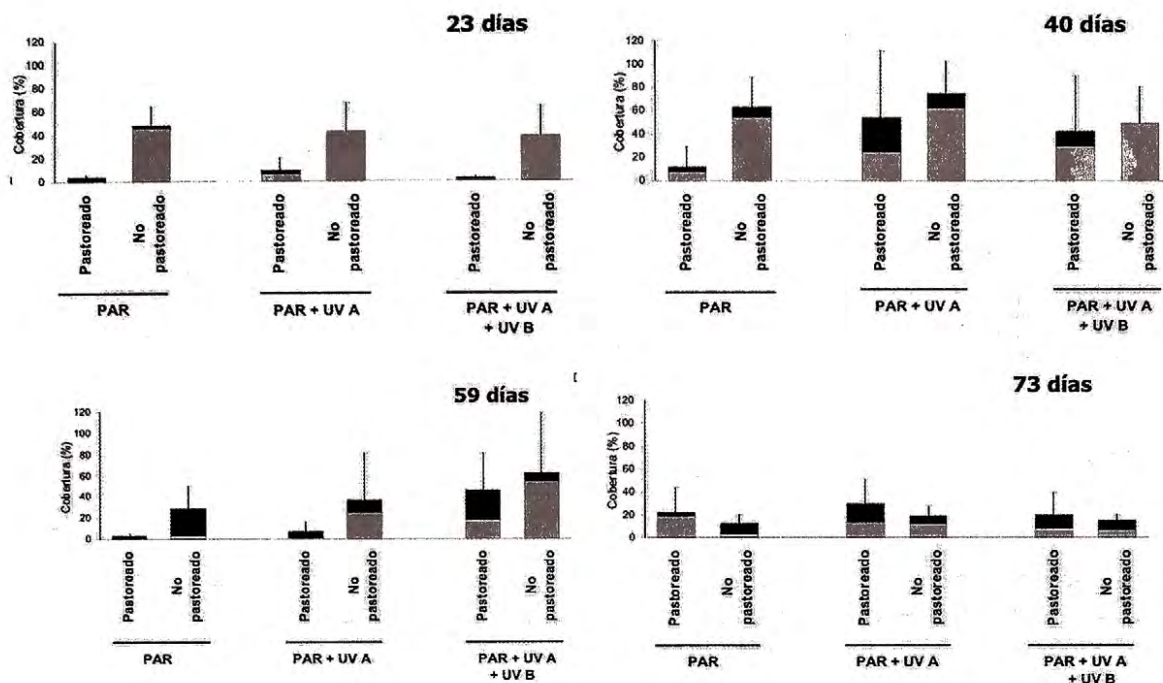 23 días
Cobertura (%)
120
100
80
60
40
20
0
Pastoreado
No pastoreado
Pastoreado
No pastoreado
Pastoreado
No pastoreado
PAR
PAR + UV A
PAR + UV A
+ UV B
40 días
Cobertura (%)
120
100
80
60
40
20
0
Pastoreado
No pastoreado
Pastoreado
No pastoreado
Pastoreado
No pastoreado
PAR
PAR + UV A
PAR + UV A
+ UV B
59 días
Cobertura (%)
120
100
80
60
40
20
0
Pastoreado
No pastoreado
Pastoreado
No pastoreado
Pastoreado
No pastoreado
PAR
PAR + UV A
PAR + UV A
+ UV B
73 días
Cobertura (%)
120
100
80
60
40
20
0
Pastoreado
No pastoreado
Pastoreado
No pastoreado
Pastoreado
No pastoreado
PAR
PAR + UV A
PAR + UV A
+ UV B